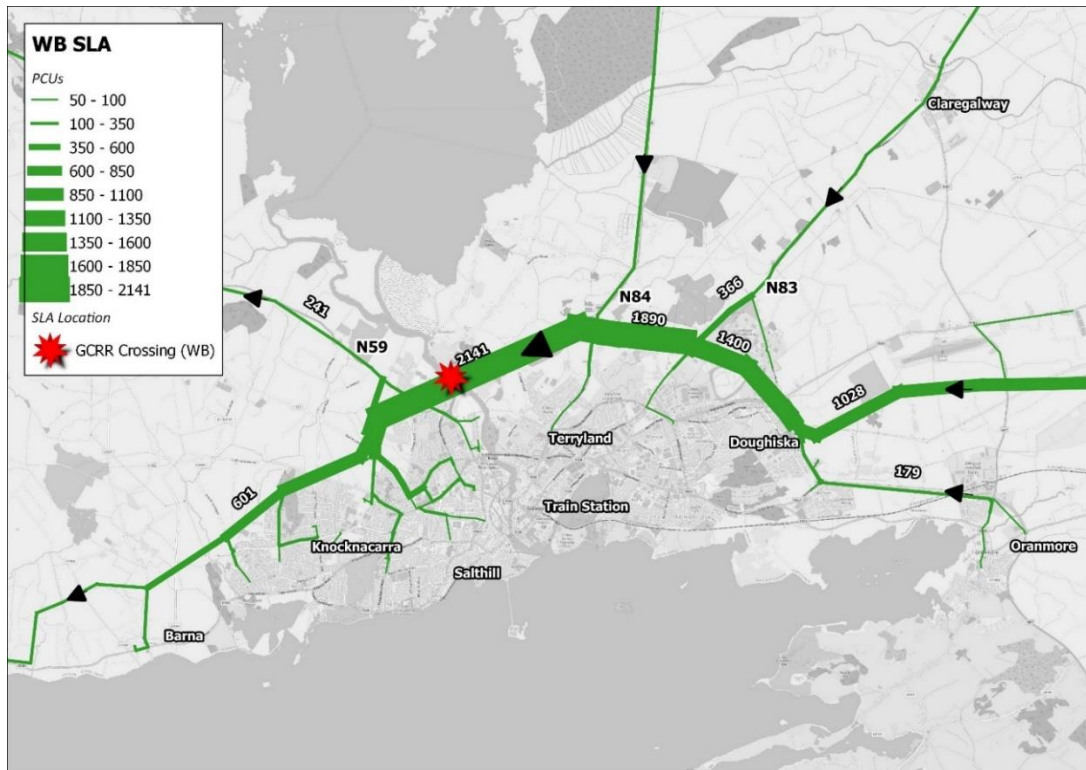 WB SLA
PCUs
50 - 100
100 - 350
350 - 600
600 - 850
850 - 1100
1100 - 1350
1350 - 1600
1600 - 1850
1850 - 2141
SLA Location
GCRR Crossing (WB)
Claregalway
N83
366
N84
1890
1400
241
N59
2141
1028
Terryland
Doughiska
179
601
Train Station
Knocknacarra
Oranmore
Salthill
Barna